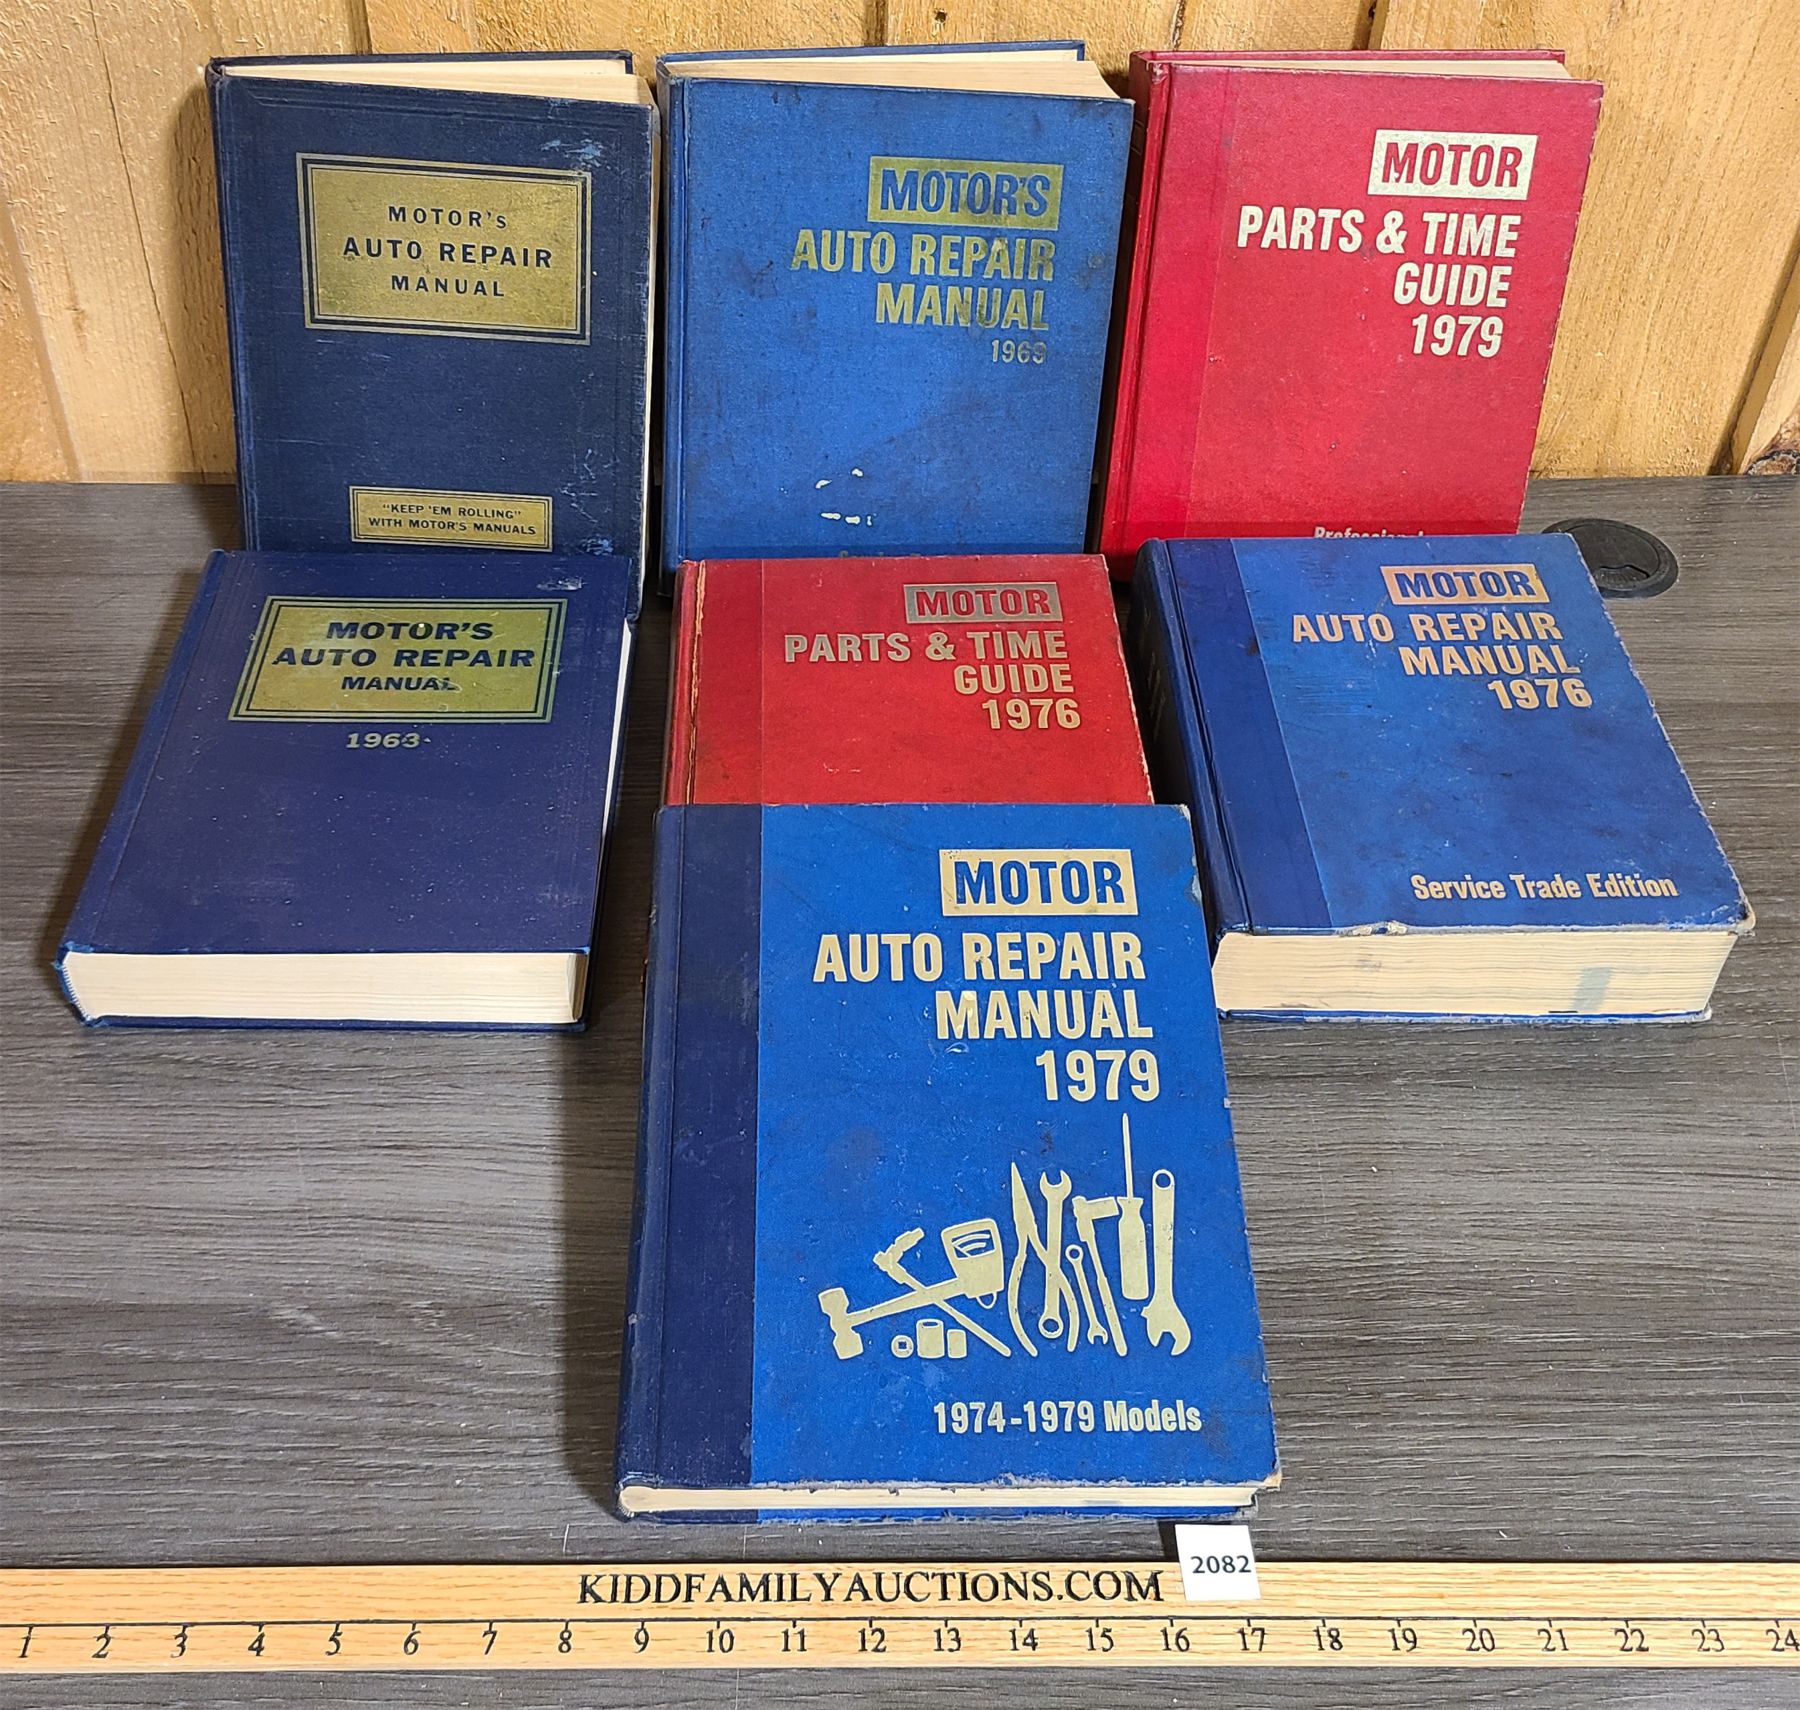 MOTOR'S
AUTO REPAIR
MANUAL
"KEEP 'EM ROLLING"
WITH MOTOR'S MANUALS
MOTOR'S
AUTO REPAIR
MANUAL
1969
MOTOR
PARTS & TIME
GUIDE
1979
Professional
MOTOR'S
AUTO REPAIR
MANUAL
1963
MOTOR
PARTS & TIME
GUIDE
1976
MOTOR
AUTO REPAIR
MANUAL
1976
Service Trade Edition
MOTOR
AUTO REPAIR
MANUAL
1979
1974-1979 Models
2082
KIDDFAMILYAUCTIONS.COM
1 2 3 4 5 6 7 8 9 10 11 12 13 14 15 16 17 18 19 20 21 22 23 24